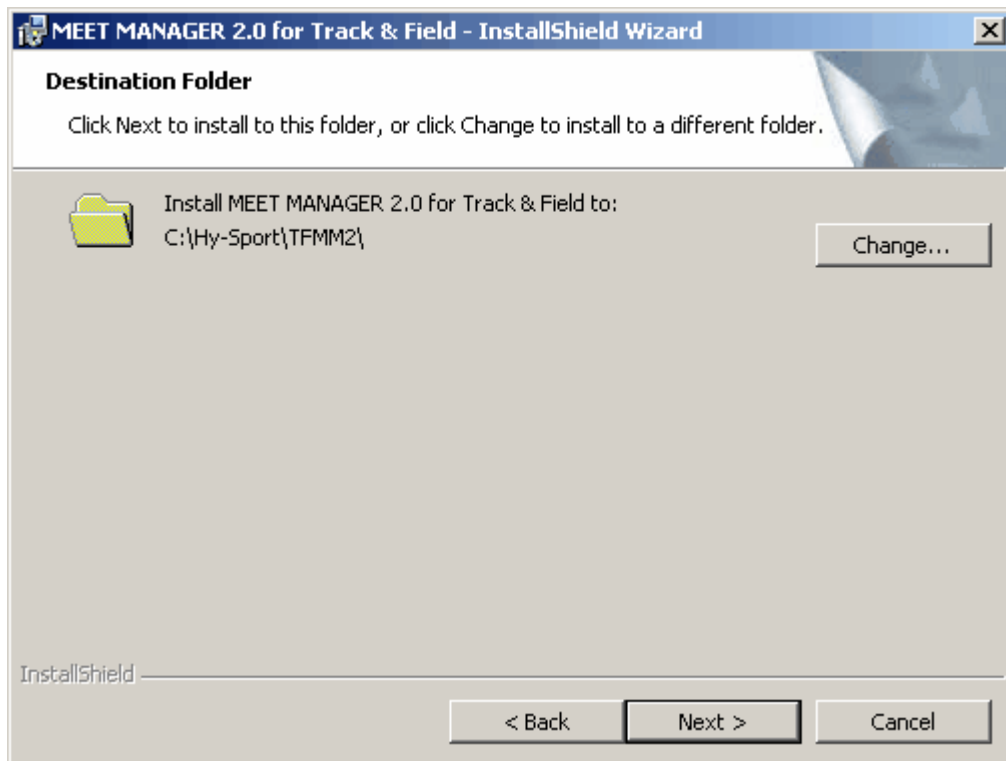 MEET MANAGER 2.0 for Track & Field - InstallShield Wizard
Destination Folder
Click Next to install to this folder, or click Change to install to a different folder.
Install MEET MANAGER 2.0 for Track & Field to:
C:\Hy-Sport\TFMM2\
Change...
InstallShield
< Back
Next >
Cancel